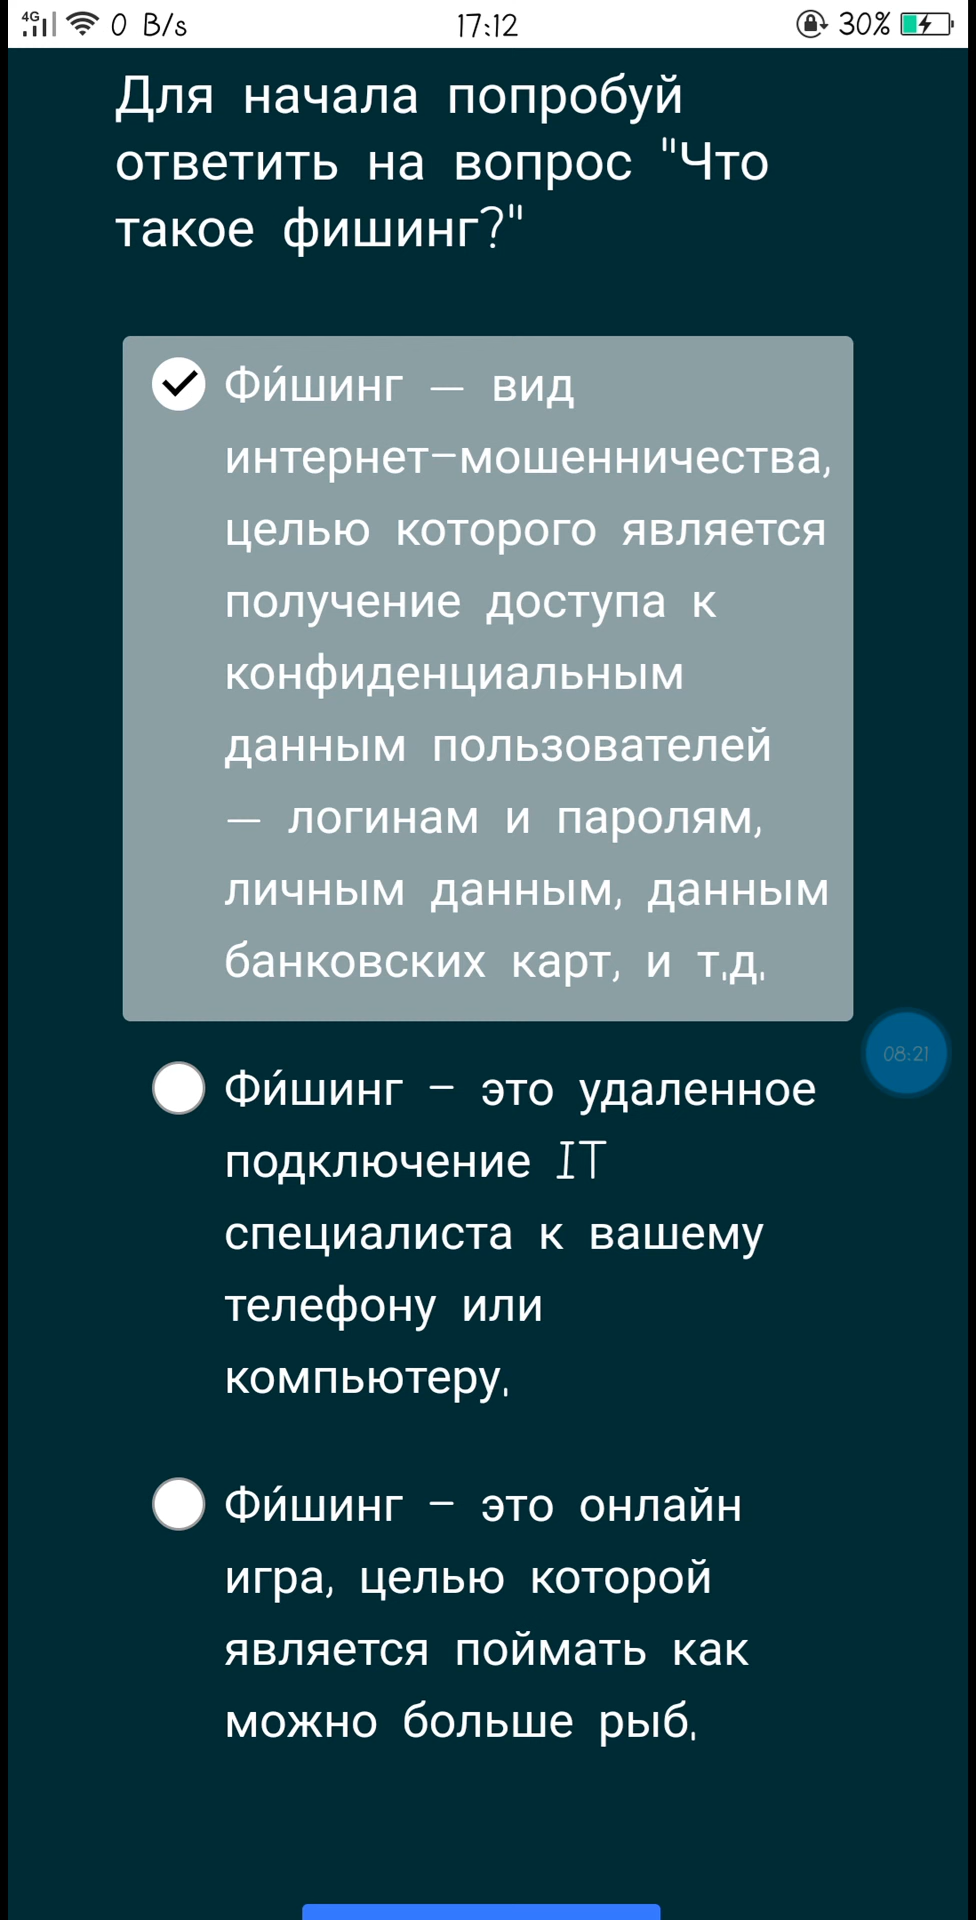 4G 0 B/s 17:12 30%
Для начала попробуй
ответить на вопрос "Что
такое фишинг?"
Фи́шинг — вид
интернет-мошенничества,
целью которого является
получение доступа к
конфиденциальным
данным пользователей
— логинам и паролям,
личным данным, данным
банковских карт, и т.д.
08:21
Фи́шинг - это удаленное
подключение IT
специалиста к вашему
телефону или
компьютеру.
Фи́шинг - это онлайн
игра, целью которой
является поймать как
можно больше рыб.